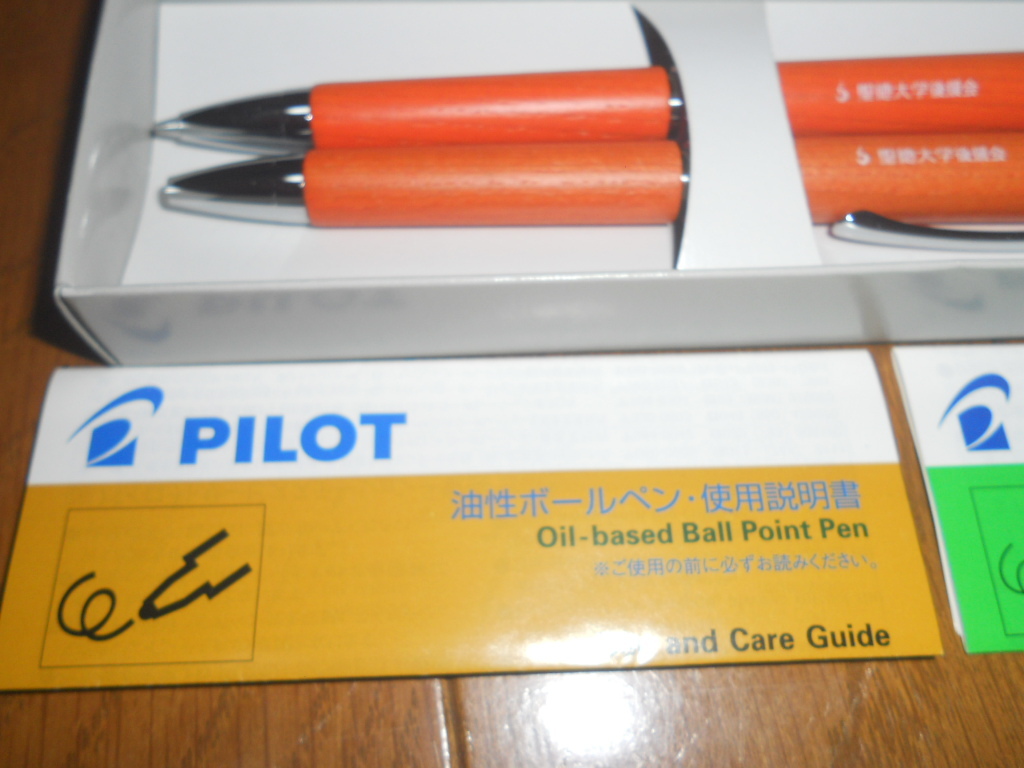 聖徳大学後援会
聖徳大学後援会
PILOT
油性ボールペン・使用説明書
Oil-based Ball Point Pen
※ご使用の前に必ずお読みください。
and Care Guide